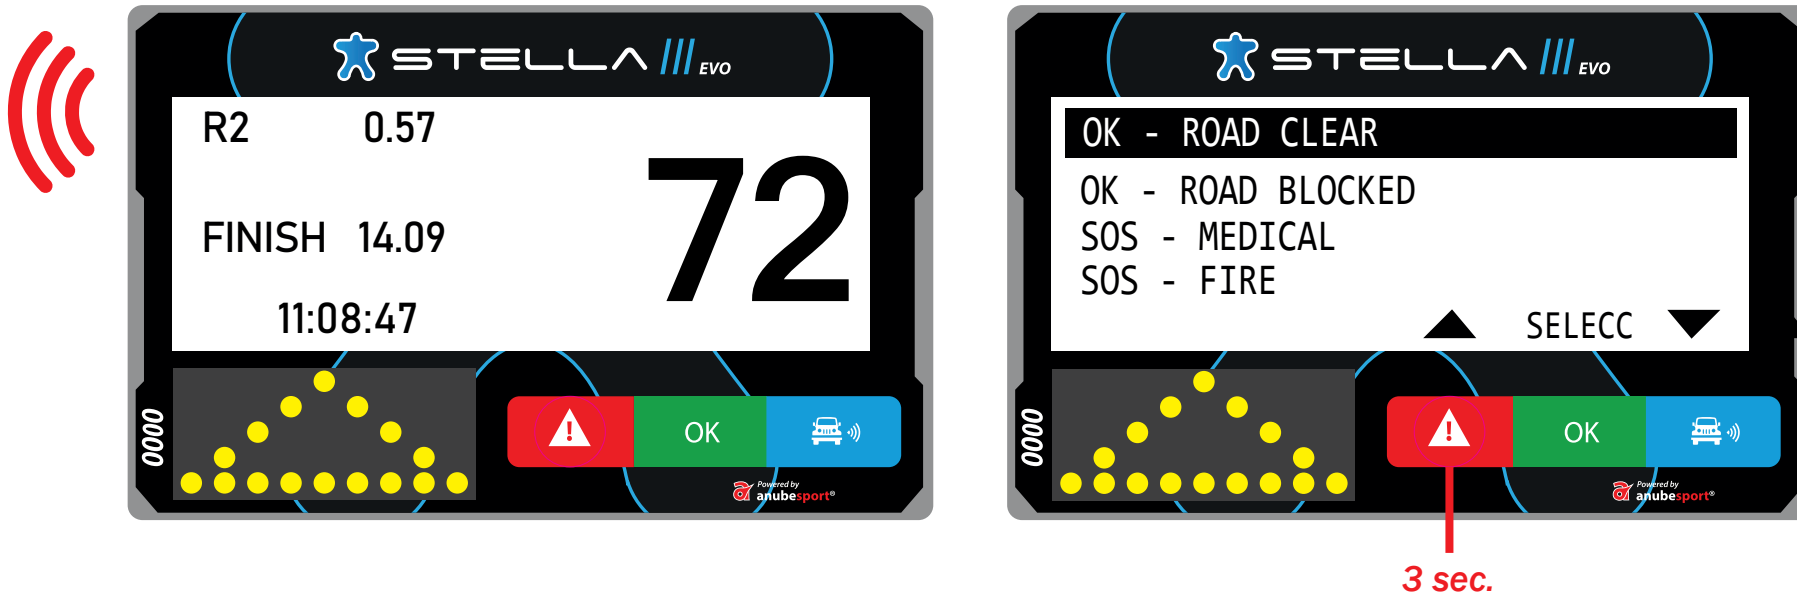 STELLA III EVO
R2 0.57
72
FINISH 14.09
11:08:47
0000
! OK
Powered by
anubesport®
STELLA III EVO
OK - ROAD CLEAR
OK - ROAD BLOCKED
SOS - MEDICAL
SOS - FIRE
SELECC
0000
! OK
Powered by
anubesport®
3 sec.